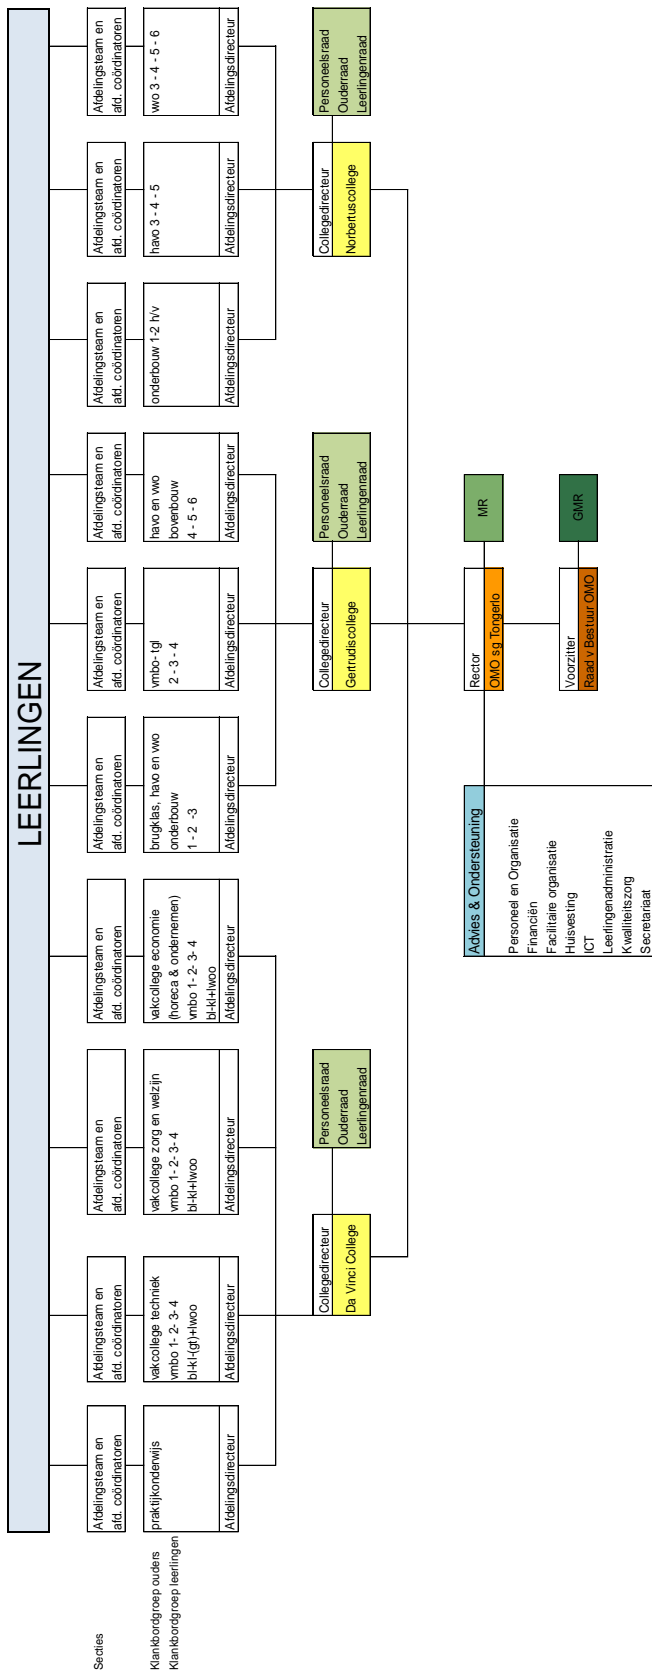 LEERLINGEN
Secties
Afdelingsteam en
afd. coördinatoren
Afdelingsteam en
afd. coördinatoren
Afdelingsteam en
afd. coördinatoren
Afdelingsteam en
afd. coördinatoren
Afdelingsteam en
afd. coördinatoren
Afdelingsteam en
afd. coördinatoren
Afdelingsteam en
afd. coördinatoren
Afdelingsteam en
afd. coördinatoren
Afdelingsteam en
afd. coördinatoren
Afdelingsteam en
afd. coördinatoren
Klankbordgroep ouders
Klankbordgroep leerlingen
praktijkonderwijs
Afdelingsdirecteur
vakcollege techniek
vmbo 1- 2- 3- 4
bl-kl-(gt)+lwoo
Afdelingsdirecteur
vakcollege zorg en welzijn
vmbo 1- 2- 3- 4
bl-kl+lwoo
Afdelingsdirecteur
vakcollege economie
(horeca & ondernemen)
vmbo 1- 2- 3- 4
bl-kl+lwoo
Afdelingsdirecteur
brugklas, havo en vwo
onderbouw
1 - 2 -3
Afdelingsdirecteur
vmbo- tgl
2 - 3 - 4
Afdelingsdirecteur
havo en vwo
bovenbouw
4 - 5 - 6
Afdelingsdirecteur
onderbouw 1-2 h/v
Afdelingsdirecteur
havo 3 - 4 - 5
Afdelingsdirecteur
vwo 3 - 4 - 5 - 6
Afdelingsdirecteur
Collegedirecteur
Da Vinci College
Personeelsraad
Ouderraad
Leerlingenraad
Collegedirecteur
Gertrudiscollege
Personeelsraad
Ouderraad
Leerlingenraad
Collegedirecteur
Norbertuscollege
Personeelsraad
Ouderraad
Leerlingenraad
Advies & Ondersteuning
Personeel en Organisatie
Financiën
Facilitaire organisatie
Huisvesting
ICT
Leerlingenadministratie
Kwaliteitszorg
Secretariaat
Rector
OMO sg Tongerlo
MR
Voorzitter
Raad v Bestuur OMO
GMR